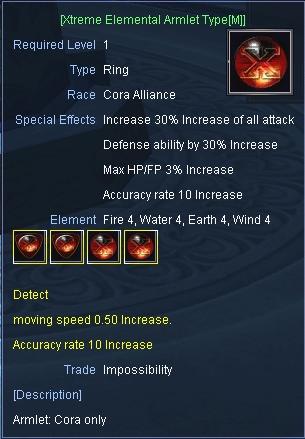 [Xtreme Elemental Armlet Type[M]]
Required Level 1
Type Ring
Race Cora Alliance
Special Effects Increase 30% Increase of all attack
Defense ability by 30% Increase
Max HP/FP 3% Increase
Accuracy rate 10 Increase
Element Fire 4, Water 4, Earth 4, Wind 4
Detect
moving speed 0.50 Increase.
Accuracy rate 10 Increase
Trade Impossibility
[Description]
Armlet: Cora only